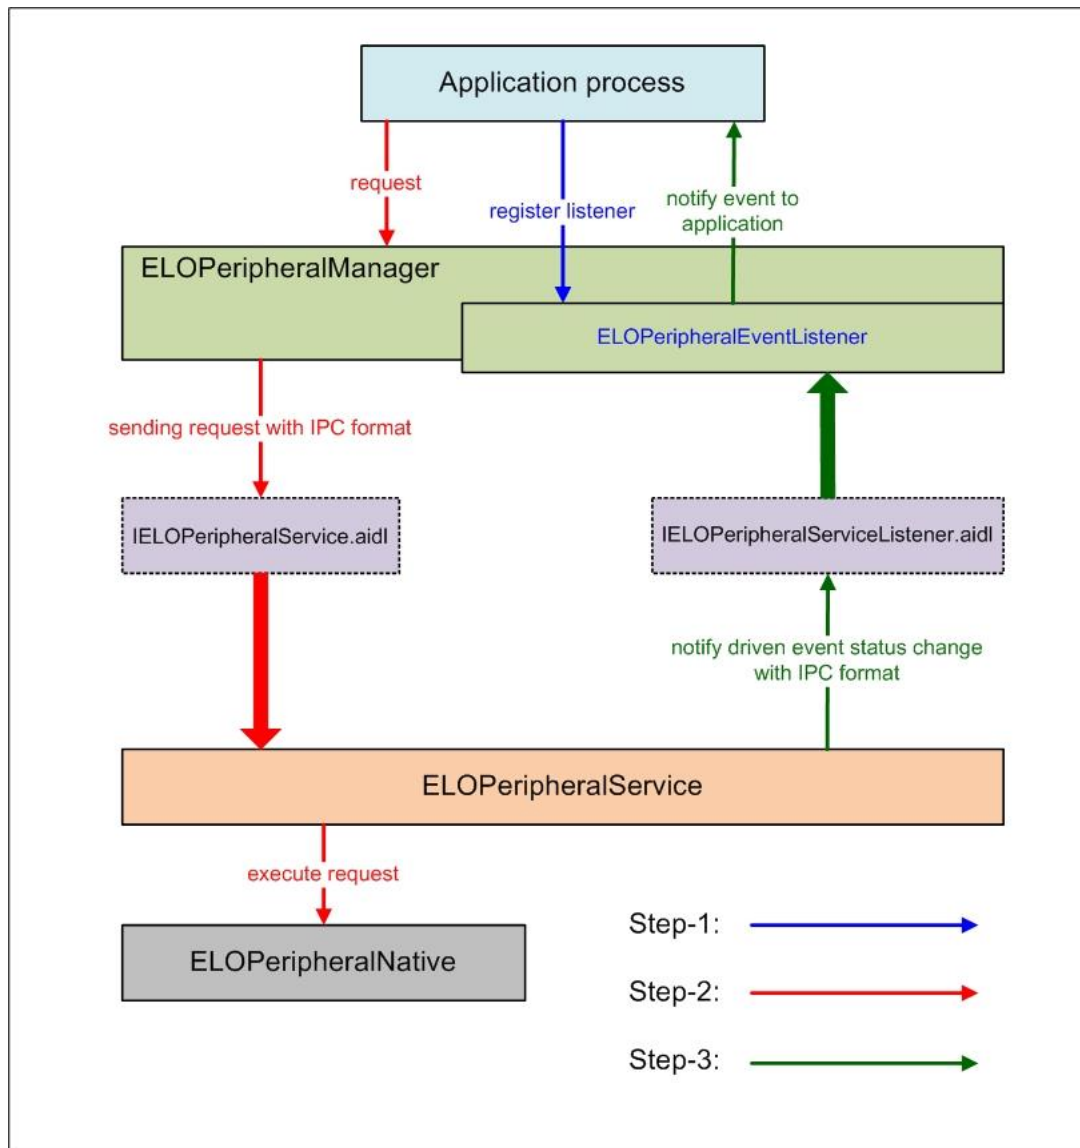 Application process
request
register listener
notify event to
application
ELOPeripheralManager
ELOPeripheralEventListener
sending request with IPC format
IELOPeripheralService.aidl
IELOPeripheralServiceListener.aidl
notify driven event status change
with IPC format
ELOPeripheralService
execute request
ELOPeripheralNative
Step-1:
Step-2:
Step-3: